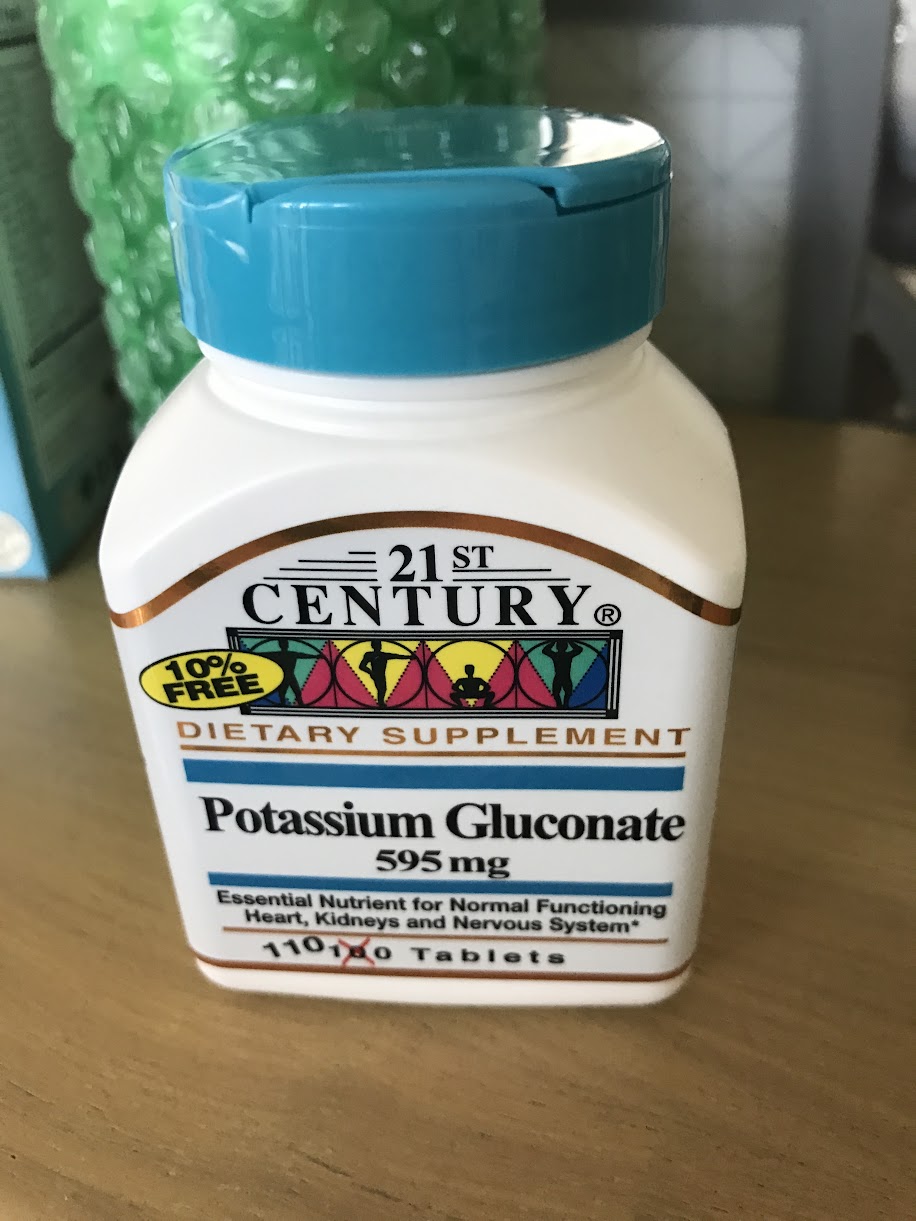 21ST
CENTURY®
10%
FREE
DIETARY SUPPLEMENT
Potassium Gluconate
595 mg
Essential Nutrient for Normal Functioning
Heart, Kidneys and Nervous System*
110 100 Tablets